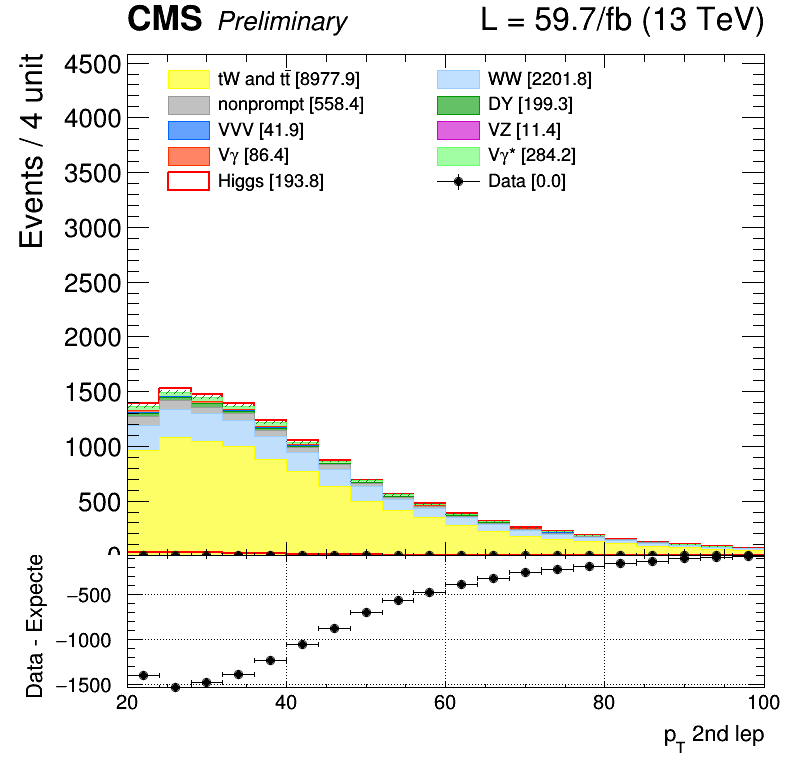 CMS Preliminary L = 59.7/fb (13 TeV)
Events / 4 unit
4500
4000
3500
3000
2500
2000
1500
1000
500
0
tW and tt̄ [8977.9] WW [2201.8]
nonprompt [558.4] DY [199.3]
VVV [41.9] VZ [11.4]
Vγ [86.4] Vγ* [284.2]
Higgs [193.8] Data [0.0]
Data - Expecte
−500
−1000
−1500
20 40 60 80 100
pT 2nd lep